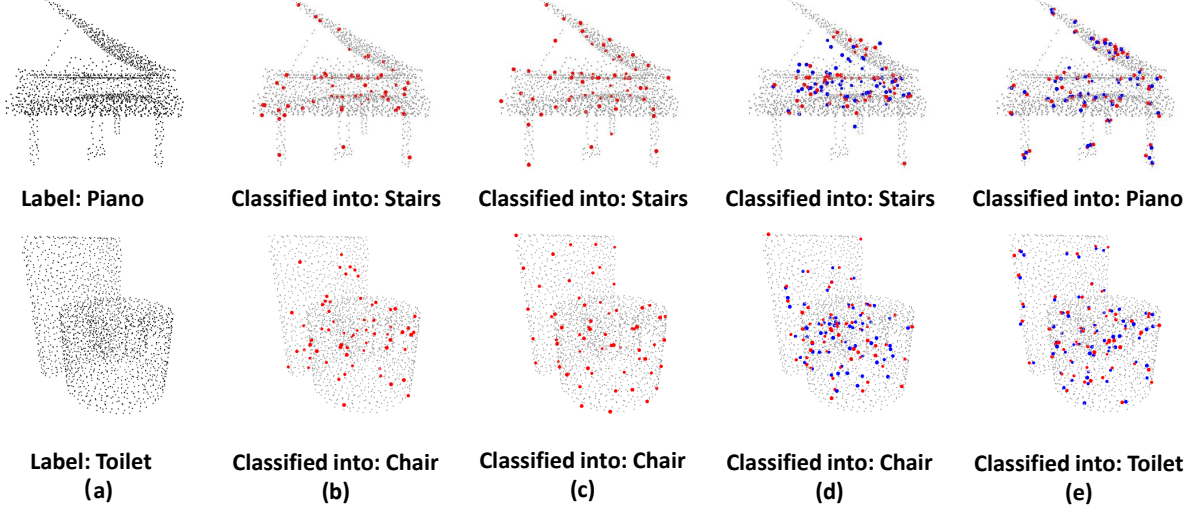 Label: Piano
Classified into: Stairs
Classified into: Stairs
Classified into: Stairs
Classified into: Piano
Label: Toilet
Classified into: Chair
Classified into: Chair
Classified into: Chair
Classified into: Toilet
(a)
(b)
(c)
(d)
(e)